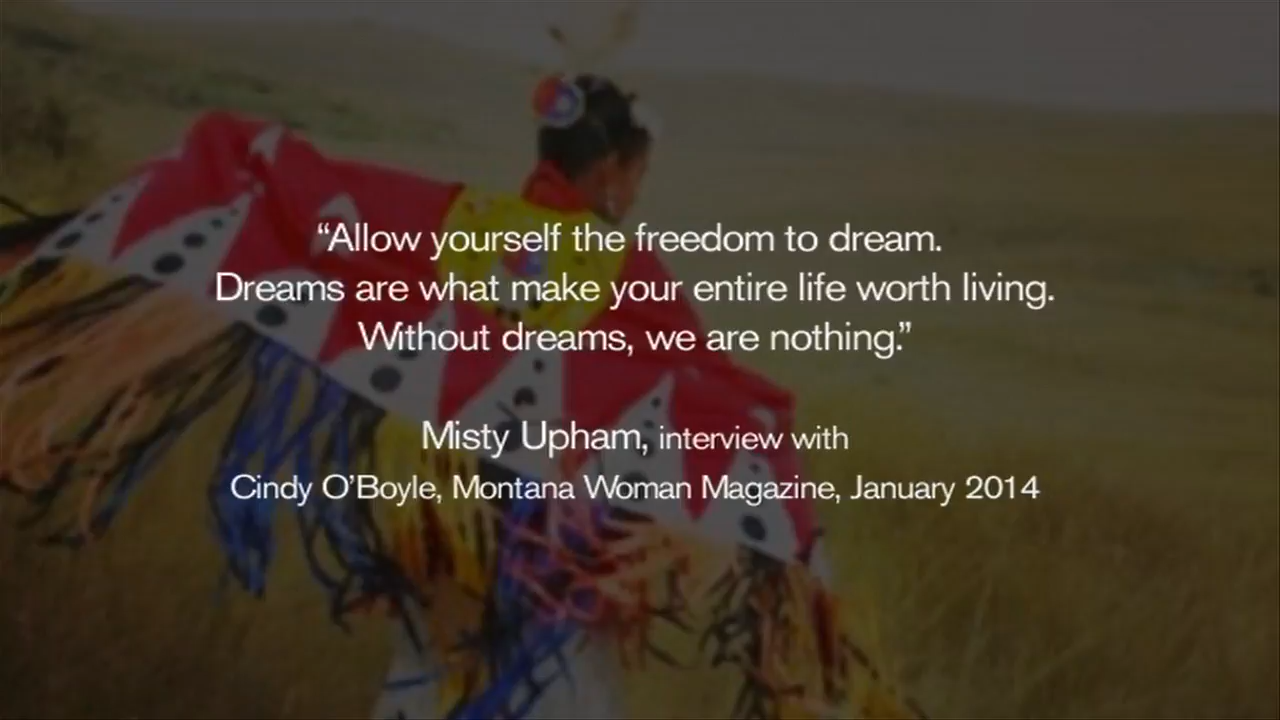 “Allow yourself the freedom to dream.
Dreams are what make your entire life worth living.
Without dreams, we are nothing.”
Misty Upham, interview with
Cindy O’Boyle, Montana Woman Magazine, January 2014